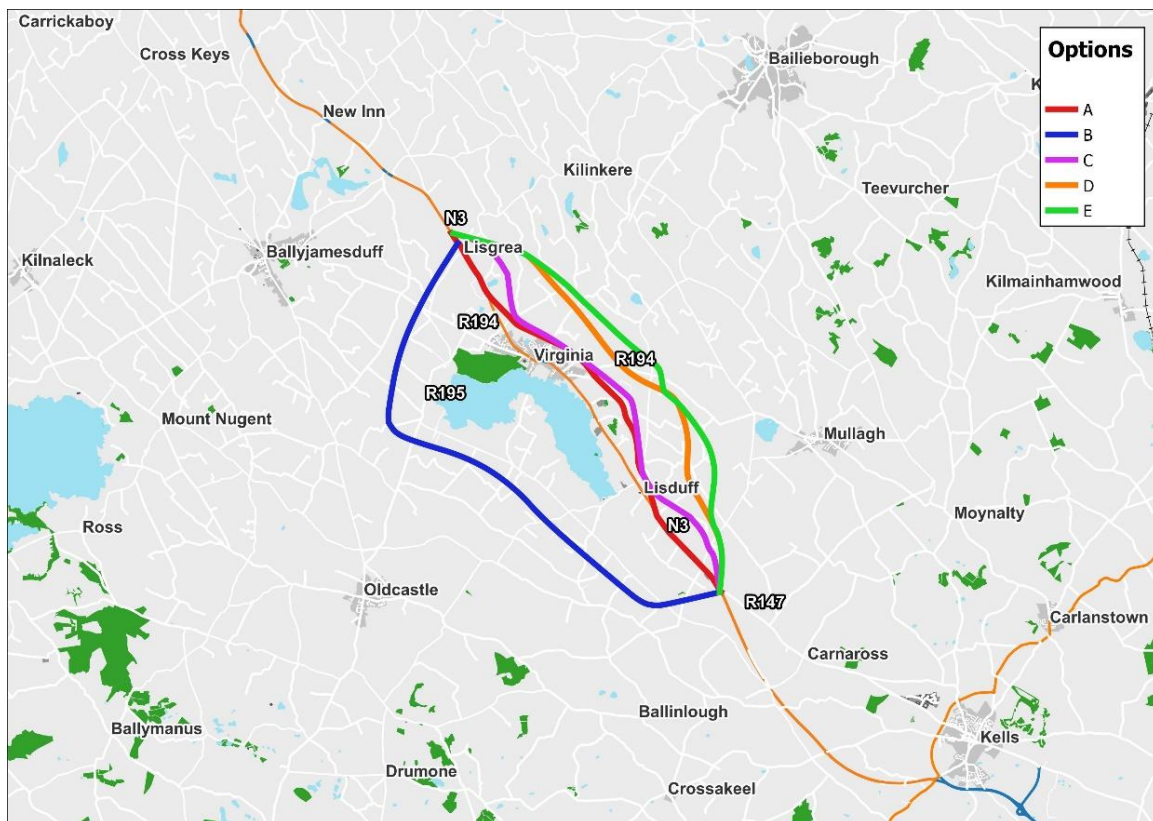 Carrickaboy
Cross Keys
Bailieborough
Options
K
A
B
C
D
E
New Inn
Kilinkere
Teevurcher
N3
Lisgrea
Ballyjamesduff
Kilnaleck
Kilmainhamwood
R194
Virginia
R194
R195
Mount Nugent
Mullagh
Lisduff
Moynalty
N3
Ross
Oldcastle
R147
Carlanstown
Carnaross
Ballinlough
Ballymanus
Kells
Drumone
Crossakeel